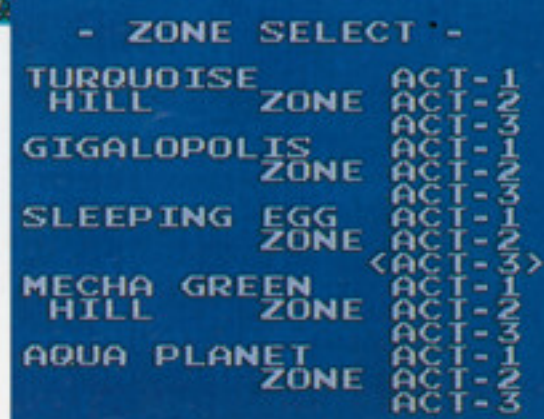 - ZONE SELECT -
TURQUOISE ACT-1
HILL ZONE ACT-2
ACT-3
GIGALOPOLIS ACT-1
ZONE ACT-2
ACT-3
SLEEPING EGG ACT-1
ZONE ACT-2
<ACT-3>
MECHA GREEN ACT-1
HILL ZONE ACT-2
ACT-3
AQUA PLANET ACT-1
ZONE ACT-2
ACT-3